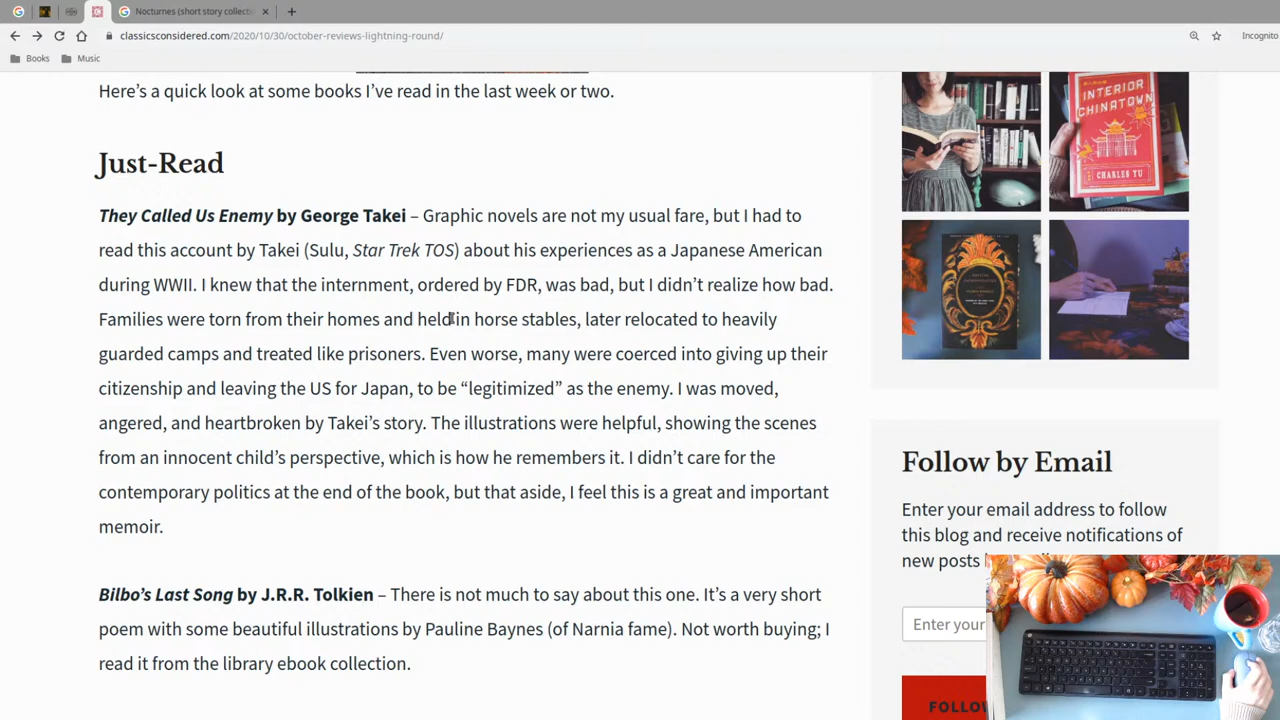 Nocturnes (short story collecti
classicsconsidered.com/2020/10/30/october-reviews-lightning-round/
Incognito
Books
Music
Here's a quick look at some books I've read in the last week or two.
Just-Read
They Called Us Enemy by George Takei – Graphic novels are not my usual fare, but I had to
read this account by Takei (Sulu, Star Trek TOS) about his experiences as a Japanese American
during WWII. I knew that the internment, ordered by FDR, was bad, but I didn't realize how bad.
Families were torn from their homes and held in horse stables, later relocated to heavily
guarded camps and treated like prisoners. Even worse, many were coerced into giving up their
citizenship and leaving the US for Japan, to be “legitimized” as the enemy. I was moved,
angered, and heartbroken by Takei's story. The illustrations were helpful, showing the scenes
from an innocent child's perspective, which is how he remembers it. I didn't care for the
contemporary politics at the end of the book, but that aside, I feel this is a great and important
memoir.
Bilbo's Last Song by J.R.R. Tolkien – There is not much to say about this one. It's a very short
poem with some beautiful illustrations by Pauline Baynes (of Narnia fame). Not worth buying; I
read it from the library ebook collection.
INTERIOR
CHINATOWN
CHARLES YU
Follow by Email
Enter your email address to follow
this blog and receive notifications of
new posts
Enter your
FOLLOW